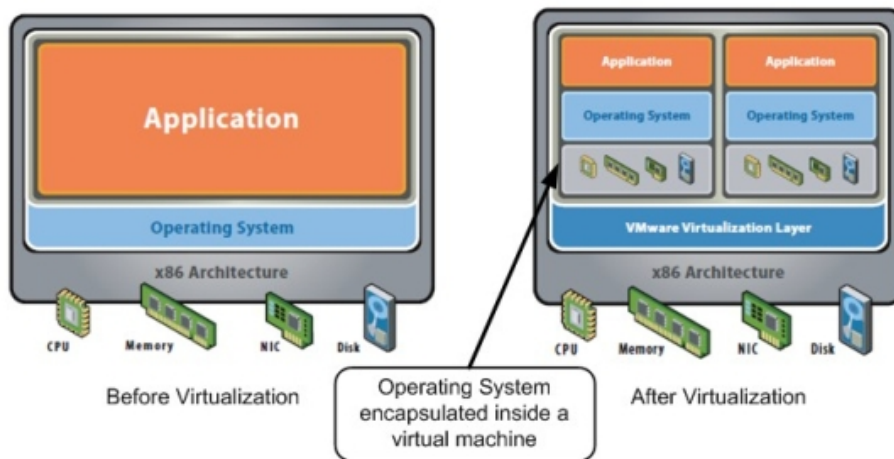 Application
Operating System
x86 Architecture
CPU
Memory
NIC
Disk
Before Virtualization
Application
Application
Operating System
Operating System
VMware Virtualization Layer
x86 Architecture
CPU
Memory
NIC
Disk
After Virtualization
Operating System
encapsulated inside a
virtual machine